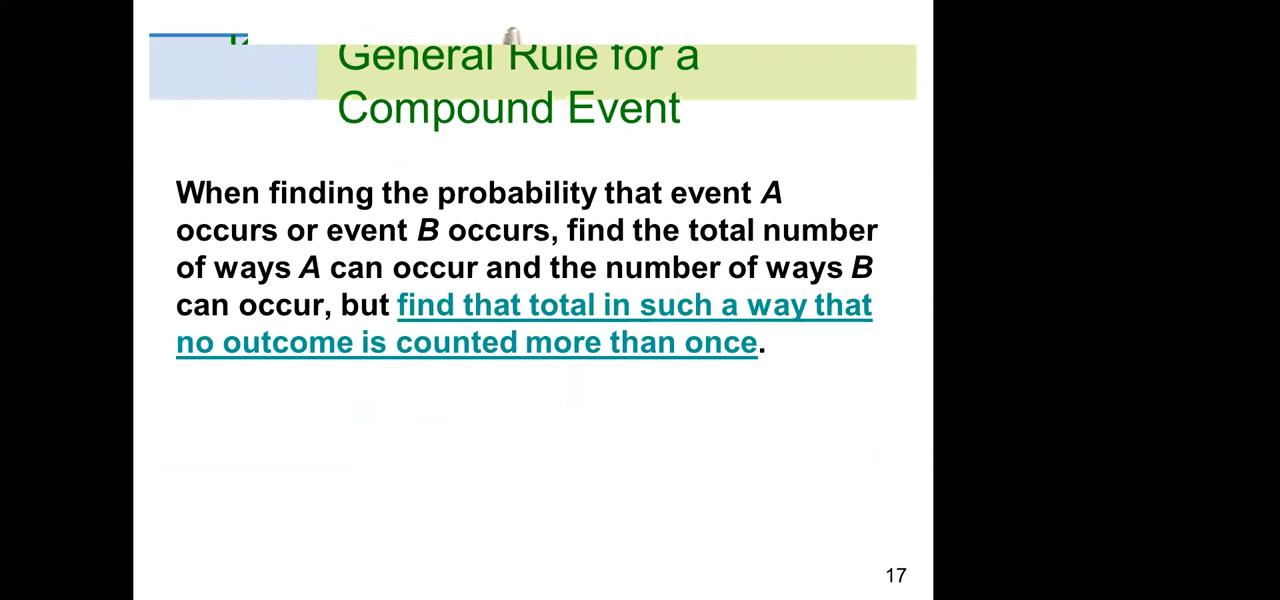 General Rule for a
Compound Event
When finding the probability that event A
occurs or event B occurs, find the total number
of ways A can occur and the number of ways B
can occur, but find that total in such a way that
no outcome is counted more than once.
17